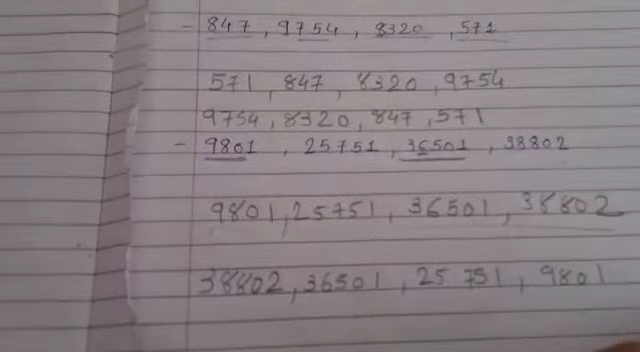 - 847, 9754, 8320, 571
571, 847, 8320, 9754
9754, 8320, 847, 571
- 9801, 25751, 36501, 38802
9801, 25751, 36501, 38802
38802, 36501, 25751, 9801